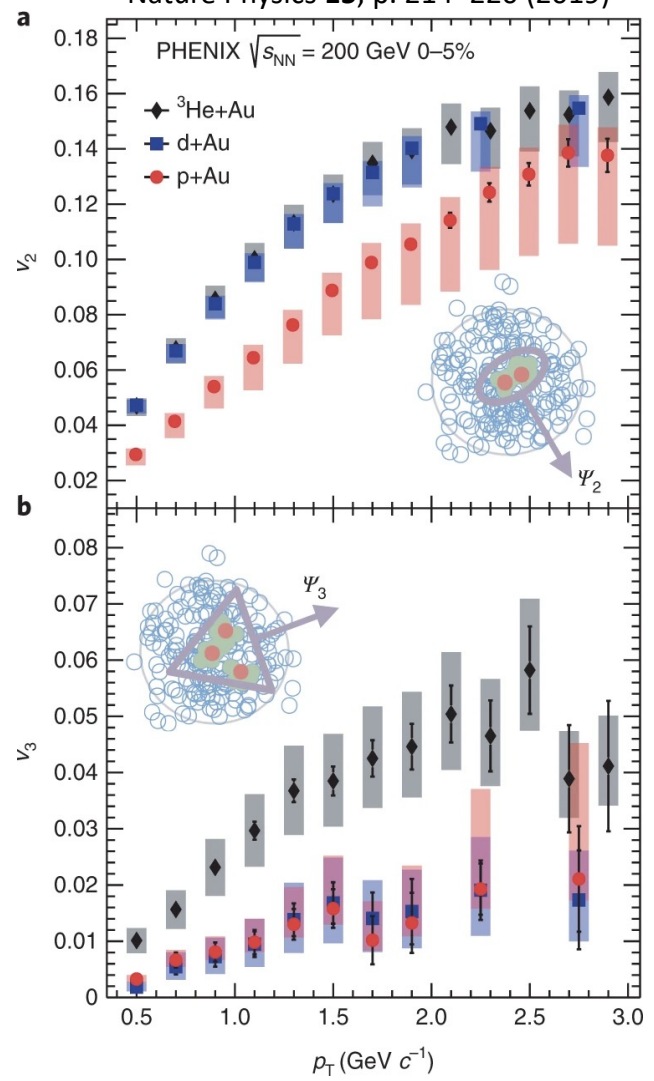 Nature Physics 15, p. 214–220 (2019)
a
PHENIX √sNN = 200 GeV 0–5%
3He+Au
d+Au
p+Au
0.18
0.16
0.14
0.12
0.10
0.08
0.06
0.04
0.02
v2
Ψ2
b
0.08
0.07
0.06
0.05
0.04
0.03
0.02
0.01
0
v3
Ψ3
0.5 1.0 1.5 2.0 2.5 3.0
pT (GeV c−1)